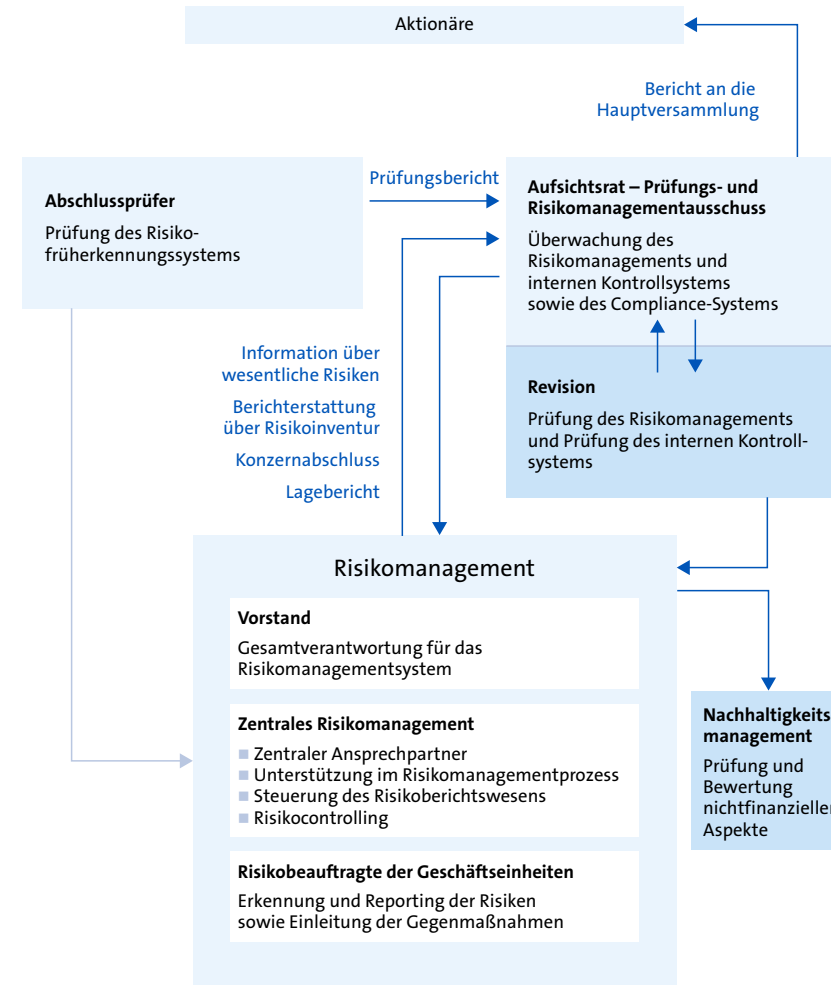 Aktionäre
Bericht an die
Hauptversammlung
Abschlussprüfer
Prüfung des Risiko-
früherkennungssystems
Prüfungsbericht
Aufsichtsrat – Prüfungs- und
Risikomanagementausschuss
Überwachung des
Risikomanagements und
internen Kontrollsystems
sowie des Compliance-Systems
Information über
wesentliche Risiken
Berichterstattung
über Risikoinventur
Konzernabschluss
Lagebericht
Revision
Prüfung des Risikomanagements
und Prüfung des internen Kontroll-
systems
Risikomanagement
Vorstand
Gesamtverantwortung für das
Risikomanagementsystem
Zentrales Risikomanagement
Zentraler Ansprechpartner
Unterstützung im Risikomanagementprozess
Steuerung des Risikoberichtswesens
Risikocontrolling
Risikobeauftragte der Geschäftseinheiten
Erkennung und Reporting der Risiken
sowie Einleitung der Gegenmaßnahmen
Nachhaltigkeits
management
Prüfung und
Bewertung
nichtfinanzieller
Aspekte